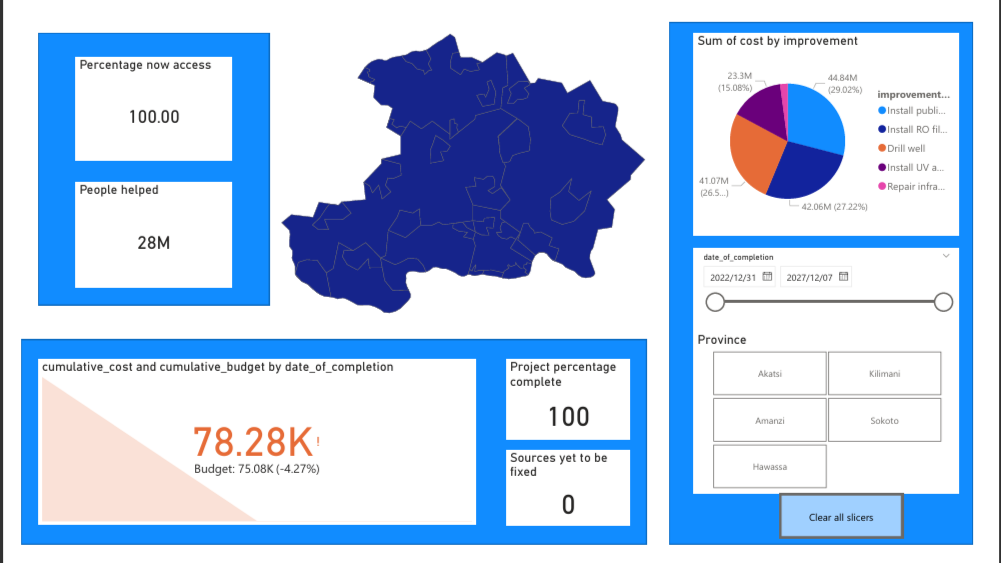 Percentage now access
100.00
People helped
28M
cumulative_cost and cumulative_budget by date_of_completion
78.28K!
Budget: 75.08K (-4.27%)
Project percentage
complete
100
Sources yet to be
fixed
0
Sum of cost by improvement
23.3M
(15.08%)
44.84M
(29.02%)
41.07M
(26.5...)
42.06M (27.22%)
improvement...
Install publi...
Install RO fil...
Drill well
Install UV a...
Repair infra...
date_of_completion
2022/12/31
2027/12/07
Province
Akatsi
Kilimani
Amanzi
Sokoto
Hawassa
Clear all slicers